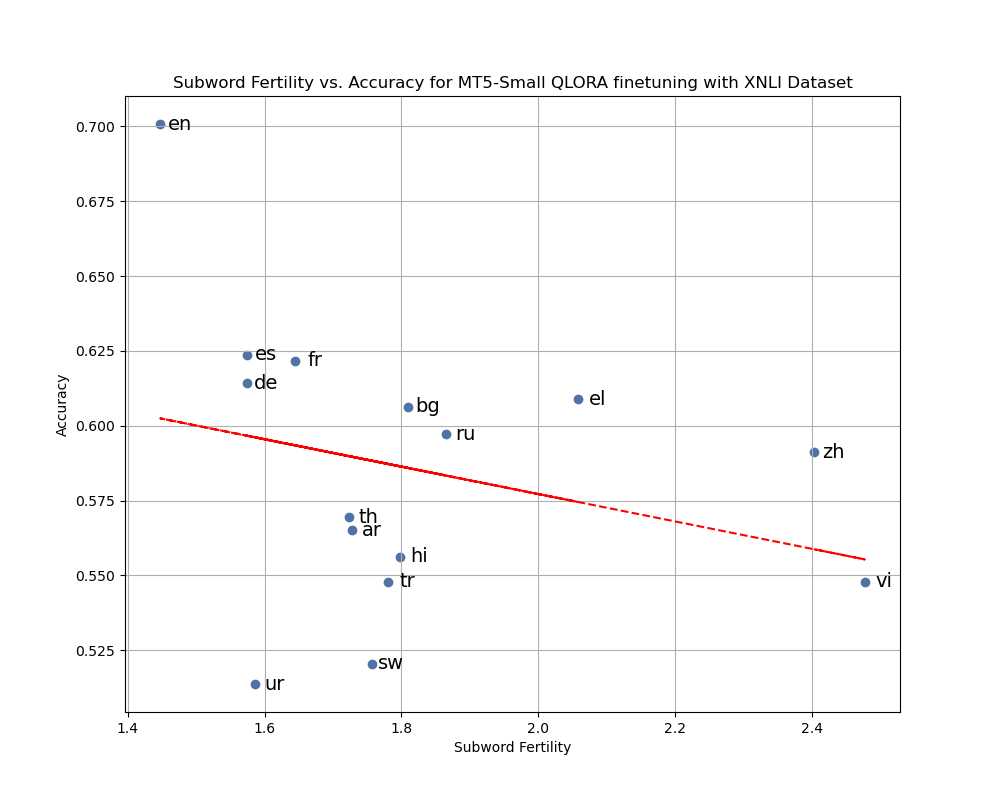 Subword Fertility vs. Accuracy for MT5-Small QLORA finetuning with XNLI Dataset
0.700
en
0.675
0.650
0.625
es
fr
de
el
bg
0.600
ru
zh
Accuracy
0.575
th
ar
hi
0.550
tr
vi
0.525
sw
ur
1.4 1.6 1.8 2.0 2.2 2.4
Subword Fertility